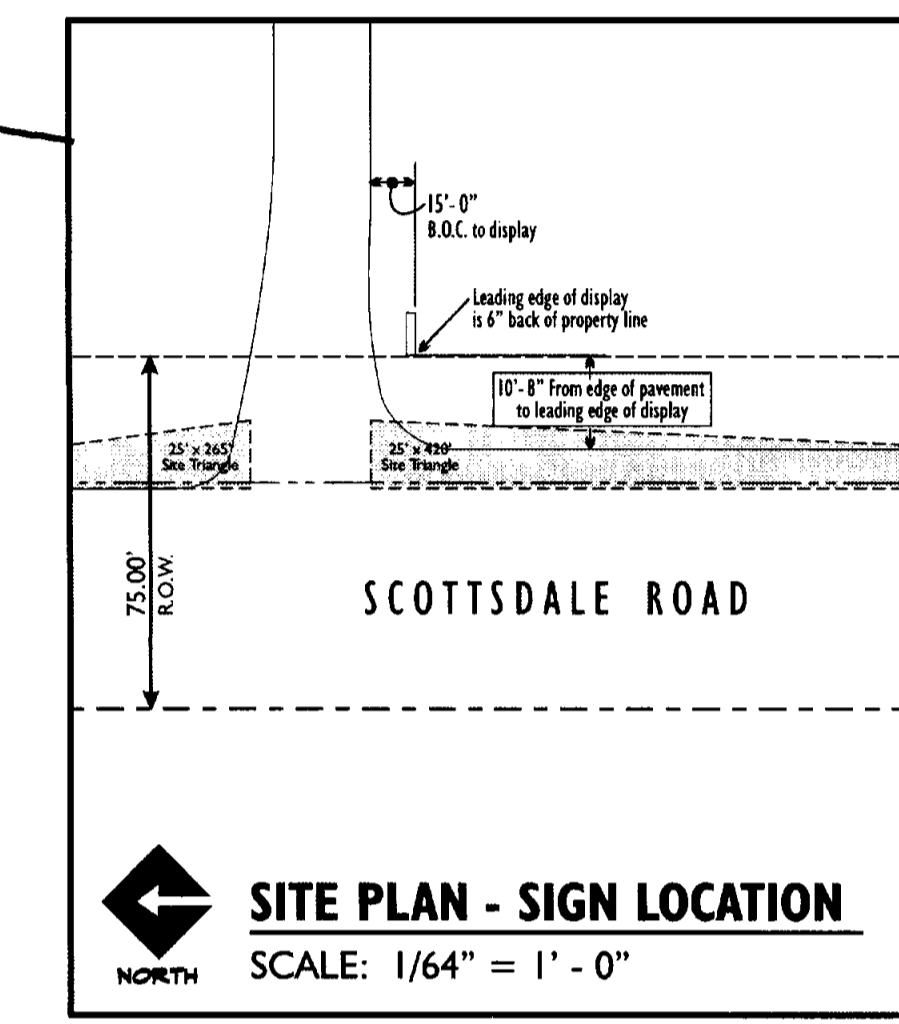 15'-0"
B.O.C. to display
Leading edge of display
is 6" back of property line
10'-8" From edge of pavement
to leading edge of display
25' x 265'
Site Triangle
25' x 420'
Site Triangle
75.00'
R.O.W.
SCOTTSDALE ROAD
SITE PLAN - SIGN LOCATION
NORTH
SCALE: 1/64" = 1' - 0"